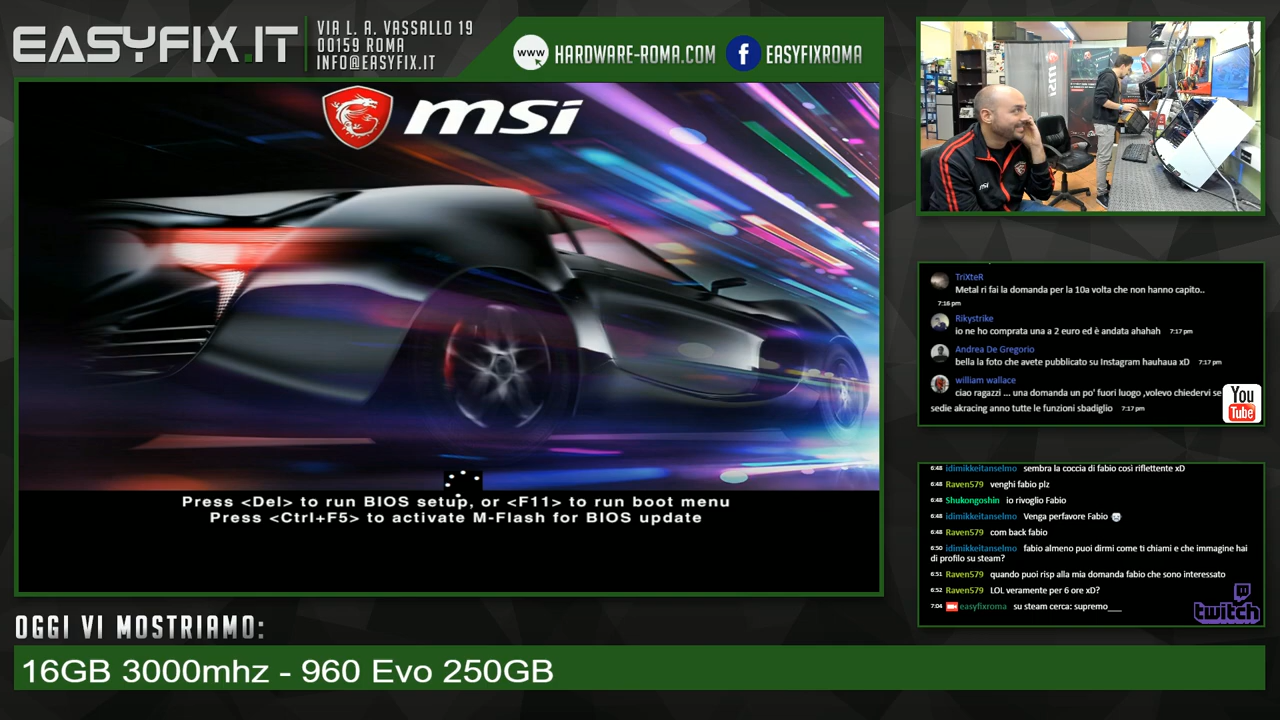 EASYFIX.IT
VIA L. A. VASSALLO 19
00159 ROMA
INFO@EASYFIX.IT
www
HARDWARE-ROMA.COM
f
EASYFIXROMA
msi
Press <Del> to run BIOS setup, or <F11> to run boot menu
Press <Ctrl+F5> to activate M-Flash for BIOS update
OGGI VI MOSTRIAMO:
16GB 3000mhz - 960 Evo 250GB
msi
msi
TriXteR
Metal ri fai la domanda per la 10a volta che non hanno capito..
7:16 pm
Rikystrike
io ne ho comprata una a 2 euro ed è andata ahahah 7:17 pm
Andrea De Gregorio
bella la foto che avete pubblicato su Instagram hauhaua xD 7:17 pm
william wallace
ciao ragazzi ... una domanda un po' fuori luogo ,volevo chiedervi se
sedie akracing anno tutte le funzioni sbadiglio 7:17 pm
You
Tube
6:48 idimikkeitanselmo sembra la coccia di fabio così riflettente xD
6:48 Raven579 venghi fabio plz
6:48 Shukongoshin io rivoglio Fabio
6:48 idimikkeitanselmo Venga perfavore Fabio
6:48 Raven579 com back fabio
6:50 idimikkeitanselmo fabio almeno puoi dirmi come ti chiami e che immagine hai
di profilo su steam?
6:51 Raven579 quando puoi risp alla mia domanda fabio che sono interessato
6:52 Raven579 LOL veramente per 6 ore xD?
7:04 easyfixroma su steam cerca: supremo___
twitch